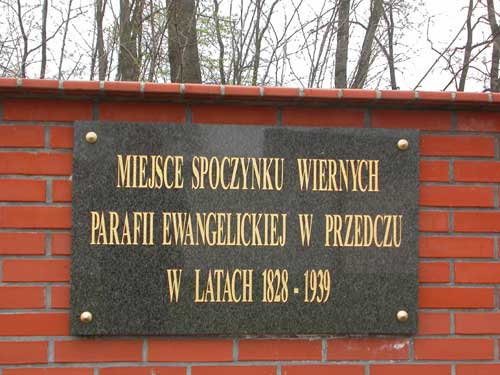 MIEJSCE SPOCZYNKU WIERNYCH
PARAFII EWANGELICKIEJ W PRZEDCZU
W LATACH 1828 - 1939